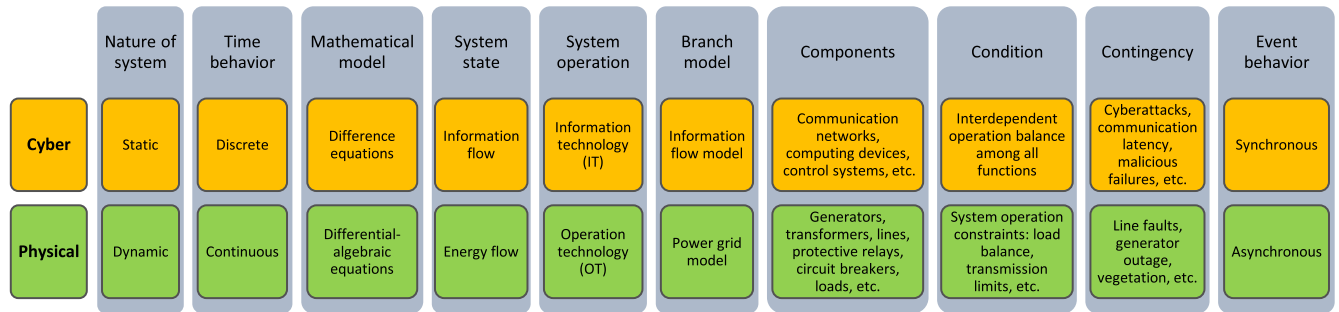 Nature of
system
Time
behavior
Mathematical
model
System
state
System
operation
Branch
model
Components
Condition
Contingency
Event
behavior
Cyber
Static
Discrete
Difference
equations
Information
flow
Information
technology
(IT)
Information
flow model
Communication
networks,
computing devices,
control systems, etc.
Interdependent
operation balance
among all
functions
Cyberattacks,
communication
latency,
malicious
failures, etc.
Synchronous
Physical
Dynamic
Continuous
Differential-
algebraic
equations
Energy flow
Operation
technology
(OT)
Power grid
model
Generators,
transformers, lines,
protective relays,
circuit breakers,
loads, etc.
System operation
constraints: load
balance,
transmission
limits, etc.
Line faults,
generator
outage,
vegetation, etc.
Asynchronous